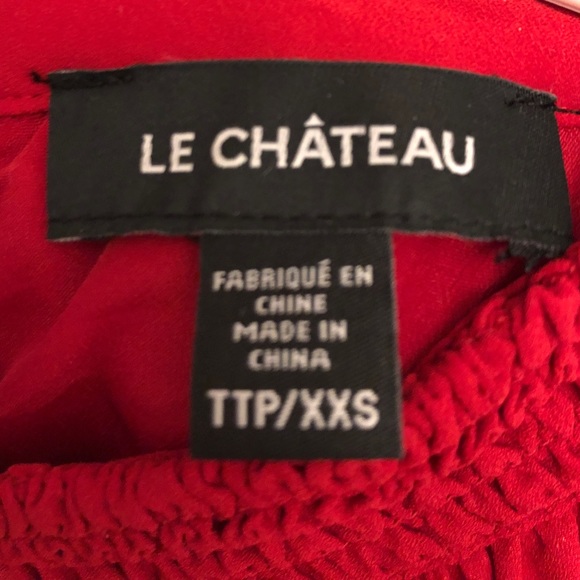 LE CHÂTEAU
FABRIQUÉ EN
CHINE
MADE IN
CHINA
TTP/XXS